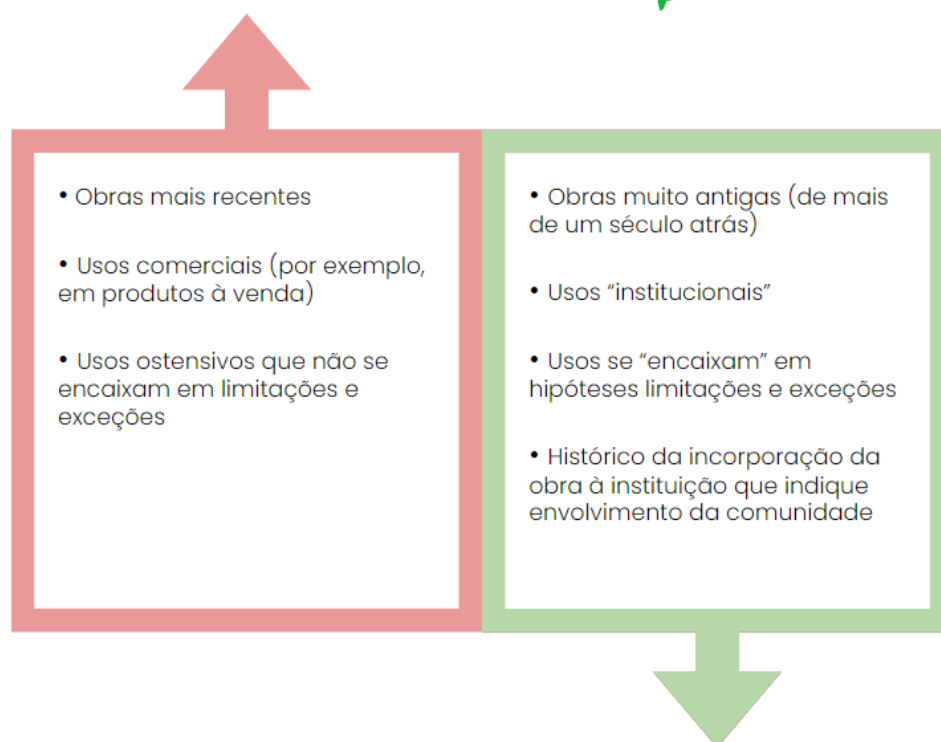 • Obras mais recentes
• Usos comerciais (por exemplo,
em produtos à venda)
• Usos ostensivos que não se
encaixam em limitações e
exceções
• Obras muito antigas (de mais
de um século atrás)
• Usos “institucionais”
• Usos se “encaixam” em
hipóteses limitações e exceções
• Histórico da incorporação da
obra à instituição que indique
envolvimento da comunidade